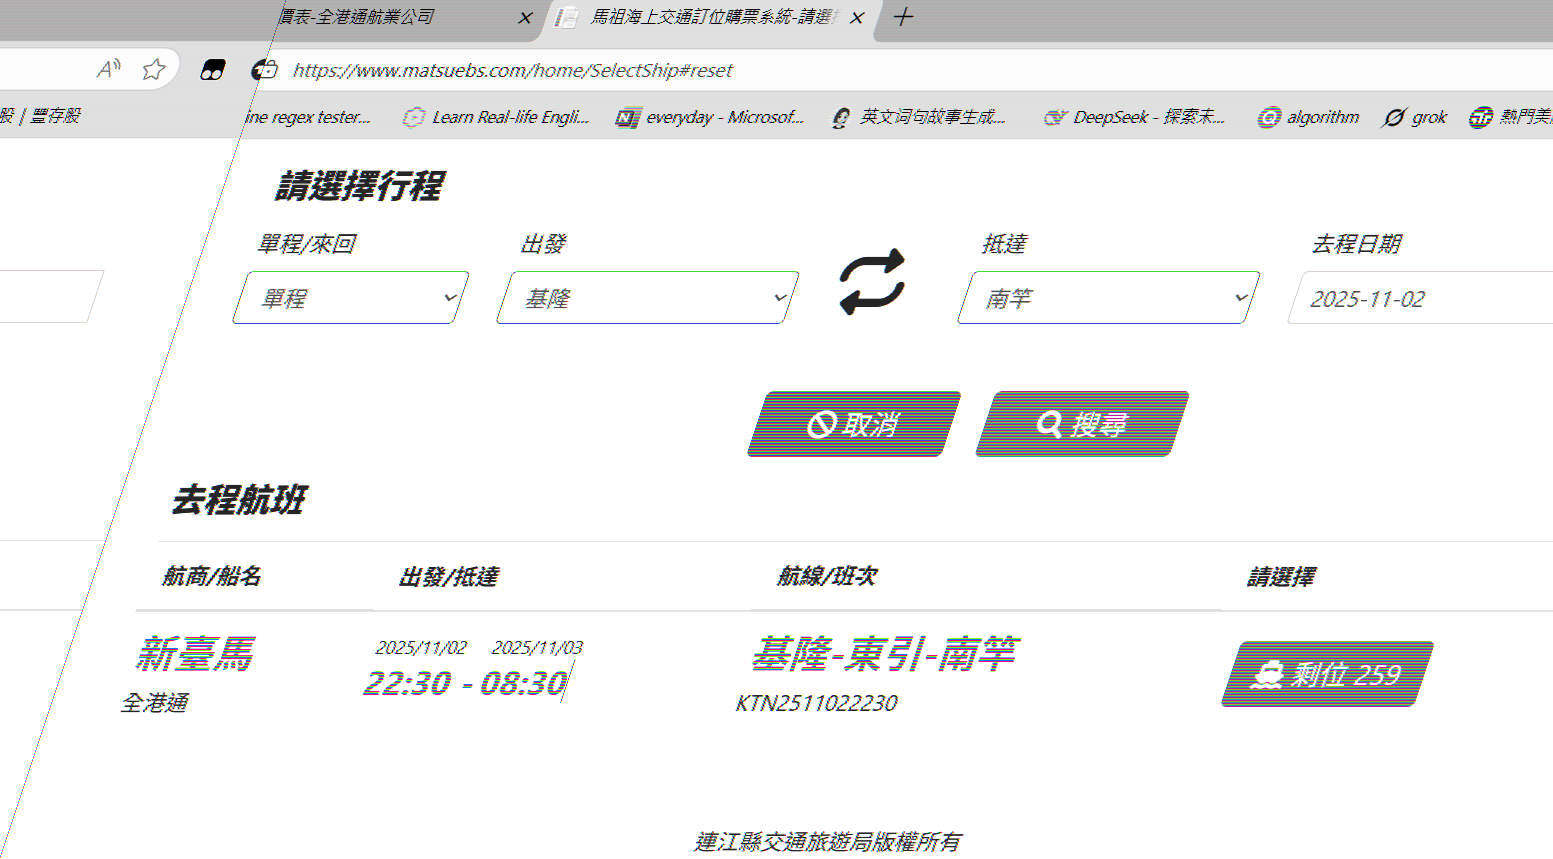 價表-全港通航業公司
馬祖海上交通訂位購票系統-請選
https://www.matsuebs.com/home/SelectShip#reset
股 | 豐存股
ine regex tester... Learn Real-life Engli... everyday - Microsof... 英文词句故事生成... DeepSeek - 探索未... algorithm grok 熱門美
請選擇行程
單程/來回 出發 抵達 去程日期
單程 基隆 南竿 2025-11-02
取消 搜尋
去程航班
航商/船名 出發/抵達 航線/班次 請選擇
新臺馬 2025/11/02 2025/11/03 基隆-東引-南竿
22:30 - 08:30 剩位 259
全港通 KTN2511022230
連江縣交通旅遊局版權所有